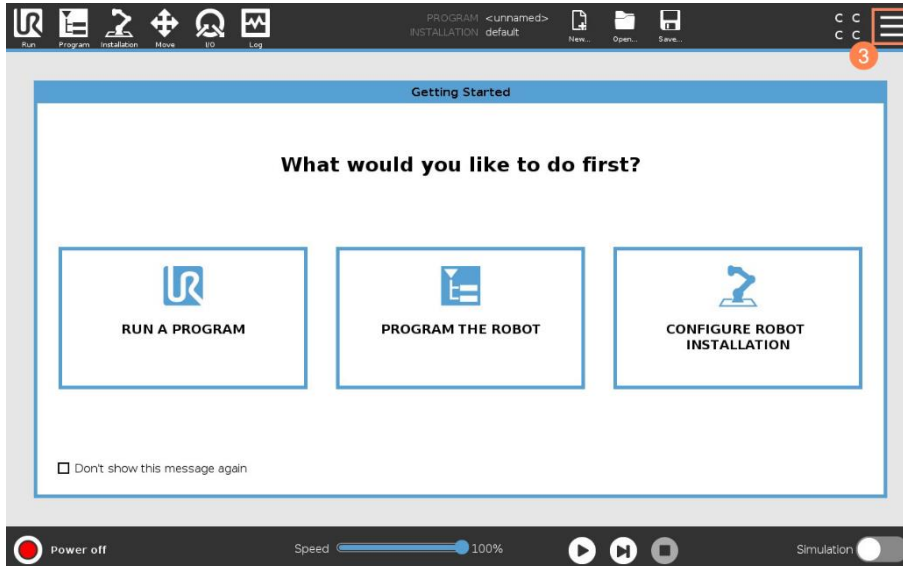 PROGRAM <unnamed>
INSTALLATION default
C C
C C
Run Program Installation Move I/O Log New... Open... Save...
3
Getting Started
What would you like to do first?
RUN A PROGRAM
PROGRAM THE ROBOT
CONFIGURE ROBOT
INSTALLATION
Don't show this message again
Power off Speed 100% Simulation